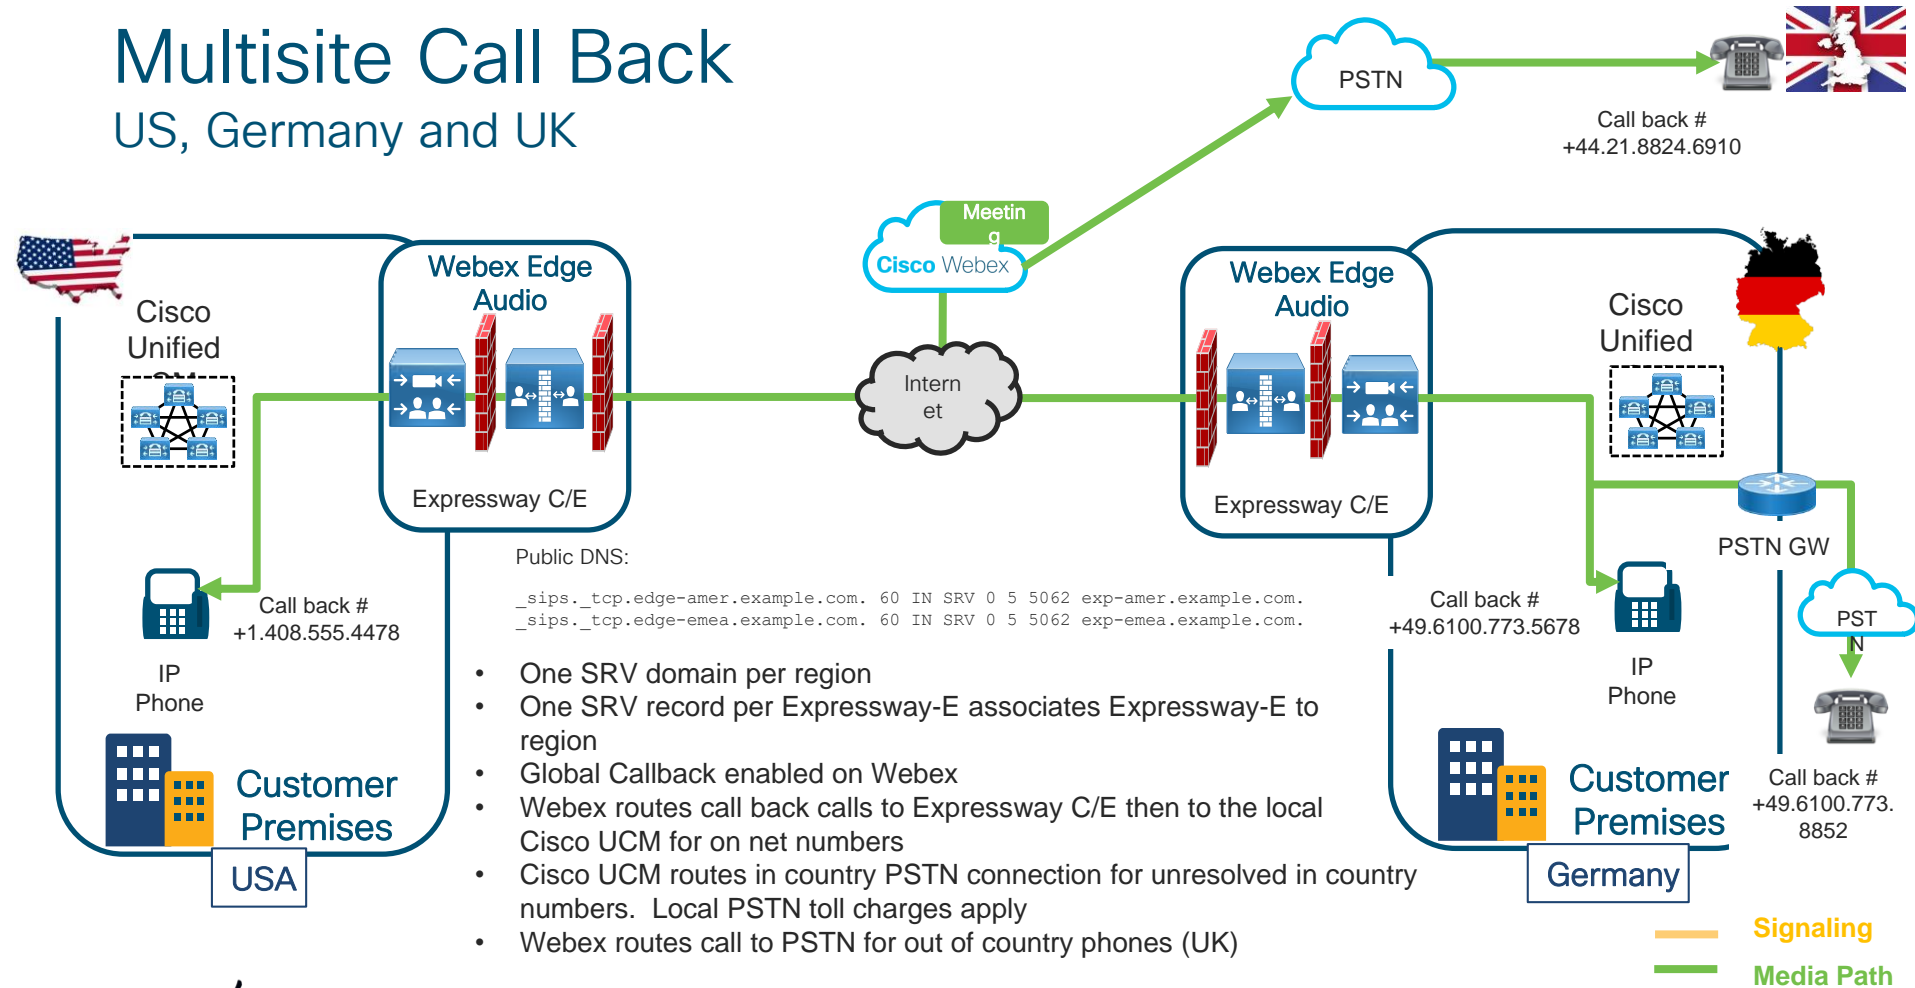 Multisite Call Back
US, Germany and UK
PSTN
Call back #
+44.21.8824.6910
Meetin
g
Cisco Webex
Webex Edge
Audio
Webex Edge
Audio
Cisco
Unified
Cisco
Unified
Intern
et
Expressway C/E
Expressway C/E
PSTN GW
Public DNS:
_sips._tcp.edge-amer.example.com. 60 IN SRV 0 5 5062 exp-amer.example.com.
_sips._tcp.edge-emea.example.com. 60 IN SRV 0 5 5062 exp-emea.example.com.
Call back #
+1.408.555.4478
IP
Phone
Call back #
+49.6100.773.5678
IP
Phone
PST
N
• One SRV domain per region
• One SRV record per Expressway-E associates Expressway-E to
region
• Global Callback enabled on Webex
• Webex routes call back calls to Expressway C/E then to the local
Cisco UCM for on net numbers
• Cisco UCM routes in country PSTN connection for unresolved in country
numbers.  Local PSTN toll charges apply
• Webex routes call to PSTN for out of country phones (UK)
Customer
Premises
USA
Customer
Premises
Germany
Call back #
+49.6100.773.
8852
Signaling
Media Path